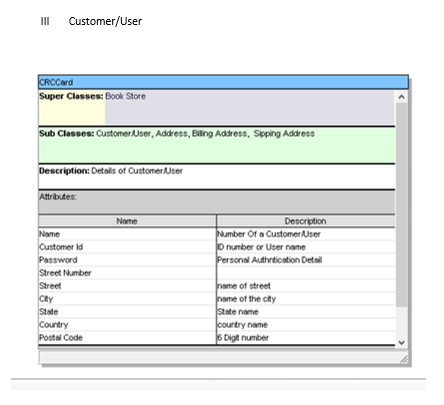 III Customer/User
CRCCard
Super Classes: Book Store
Sub Classes: Customer/User, Address, Billing Address, Sipping Address
Description: Details of Customer/User
Attributes:
Name Description
Name Number Of a Customer/User
Customer Id ID number or User name
Password Personal Authntication Detail
Street Number
Street name of street
City name of the city
State State name
Country country name
Postal Code 6 Digit number